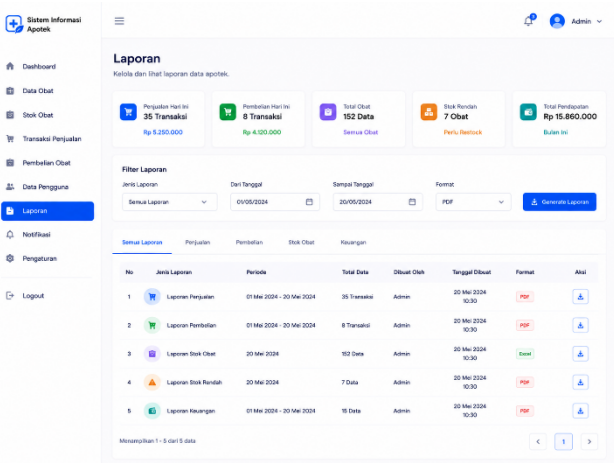 Sistem Informasi
Apotek
Admin
Dashboard
Data Obat
Stok Obat
Transaksi Penjualan
Pembelian Obat
Data Pengguna
Laporan
Notifikasi
Pengaturan
Logout
Laporan
Kelola dan lihat laporan data apotek.
Penjualan Hari Ini
35 Transaksi
Rp 5.250.000
Pembelian Hari Ini
8 Transaksi
Rp 4.120.000
Total Obat
152 Data
Semua Obat
Stok Rendah
7 Obat
Perlu Restock
Total Pendapatan
Rp 15.860.000
Bulan Ini
Filter Laporan
Jenis Laporan Dari Tanggal Sampai Tanggal Format
Semua Laporan 01/05/2024 20/05/2024 PDF Generate Laporan
Semua Laporan Penjualan Pembelian Stok Obat Keuangan
No Jenis Laporan Periode Total Data Dibuat Oleh Tanggal Dibuat Format Aksi
1 Laporan Penjualan 01 Mei 2024 - 20 Mei 2024 35 Transaksi Admin 20 Mei 2024
10:30 PDF
2 Laporan Pembelian 01 Mei 2024 - 20 Mei 2024 8 Transaksi Admin 20 Mei 2024
10:30 PDF
3 Laporan Stok Obat 20 Mei 2024 152 Data Admin 20 Mei 2024
10:30 Excel
4 Laporan Stok Rendah 20 Mei 2024 7 Data Admin 20 Mei 2024
10:30 PDF
5 Laporan Keuangan 01 Mei 2024 - 20 Mei 2024 15 Data Admin 20 Mei 2024
10:30 PDF
Menampilkan 1 - 5 dari 5 data
1